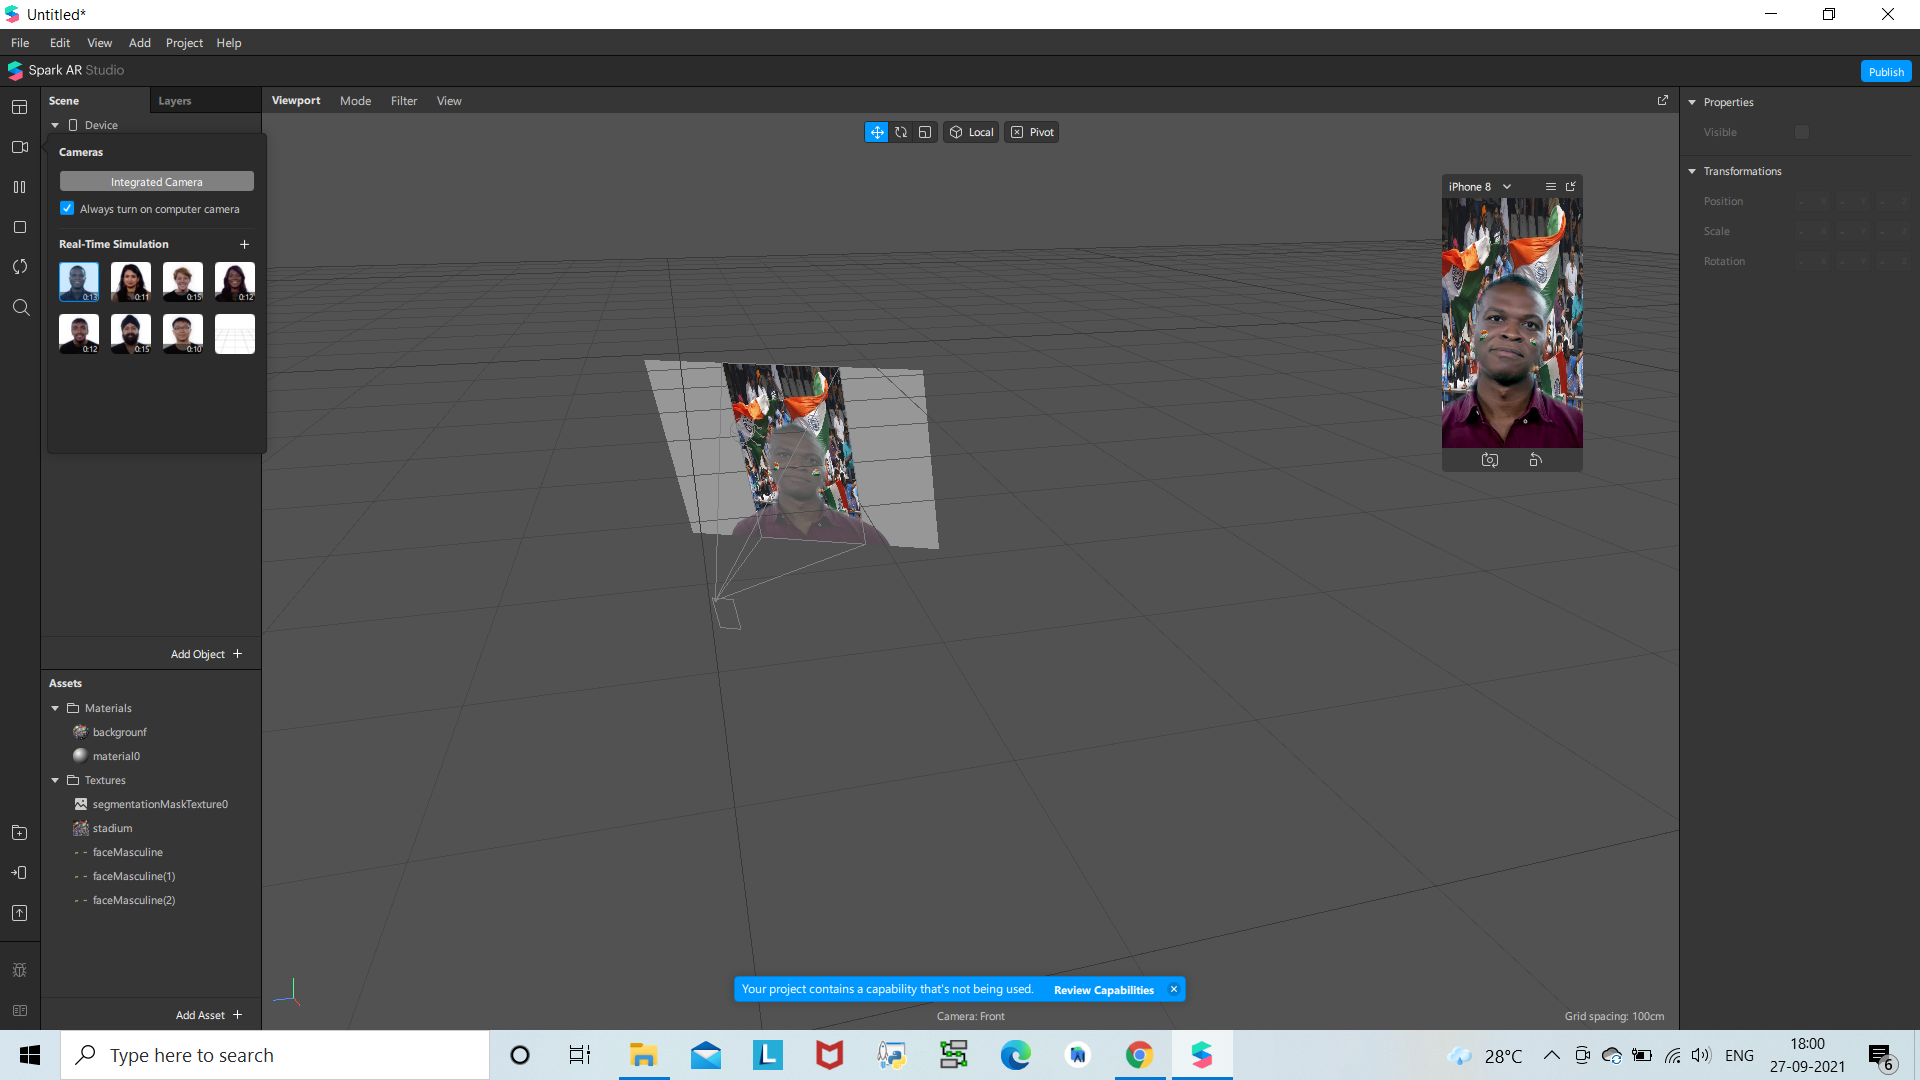 Untitled*
File Edit View Add Project Help
Spark AR Studio
Publish
Scene Layers
Device
Cameras
Integrated Camera
Always turn on computer camera
Real-Time Simulation +
0:13 0:11 0:15 0:12
0:12 0:15 0:10
Add Object +
Assets
Materials
backgrounf
material0
Textures
segmentationMaskTexture0
stadium
faceMasculine
faceMasculine(1)
faceMasculine(2)
Add Asset +
Viewport Mode Filter View
Local Pivot
iPhone 8
Your project contains a capability that's not being used. Review Capabilities
Camera: Front
Grid spacing: 100cm
Properties
Visible
Transformations
Position X Y Z
Scale X Y Z
Rotation X Y Z
Type here to search
L
28°C
ENG
18:00
27-09-2021
6